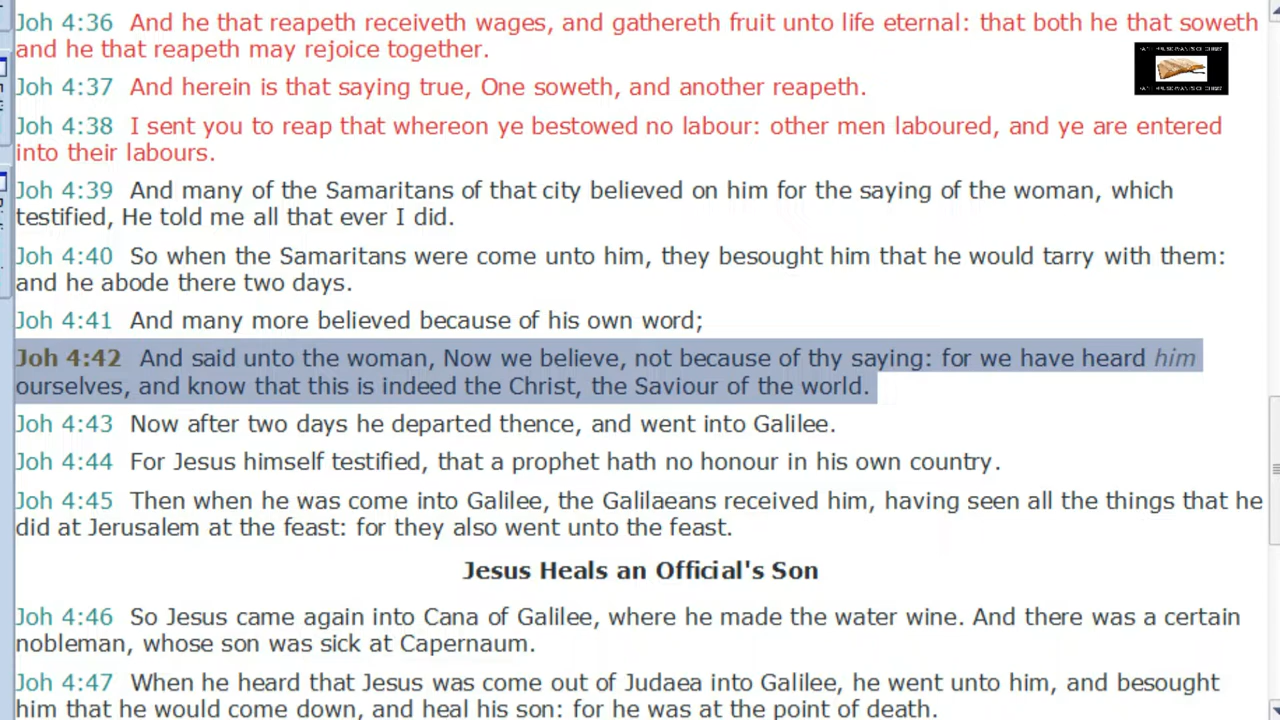 Joh 4:36 And he that reapeth receiveth wages, and gathereth fruit unto life eternal: that both he that soweth
and he that reapeth may rejoice together.
Joh 4:37 And herein is that saying true, One soweth, and another reapeth.
Joh 4:38 I sent you to reap that whereon ye bestowed no labour: other men laboured, and ye are entered
into their labours.
Joh 4:39 And many of the Samaritans of that city believed on him for the saying of the woman, which
testified, He told me all that ever I did.
Joh 4:40 So when the Samaritans were come unto him, they besought him that he would tarry with them:
and he abode there two days.
Joh 4:41 And many more believed because of his own word;
Joh 4:42 And said unto the woman, Now we believe, not because of thy saying: for we have heard him
ourselves, and know that this is indeed the Christ, the Saviour of the world.
Joh 4:43 Now after two days he departed thence, and went into Galilee.
Joh 4:44 For Jesus himself testified, that a prophet hath no honour in his own country.
Joh 4:45 Then when he was come into Galilee, the Galilaeans received him, having seen all the things that he
did at Jerusalem at the feast: for they also went unto the feast.
Jesus Heals an Official's Son
Joh 4:46 So Jesus came again into Cana of Galilee, where he made the water wine. And there was a certain
nobleman, whose son was sick at Capernaum.
Joh 4:47 When he heard that Jesus was come out of Judaea into Galilee, he went unto him, and besought
him that he would come down, and heal his son: for he was at the point of death.